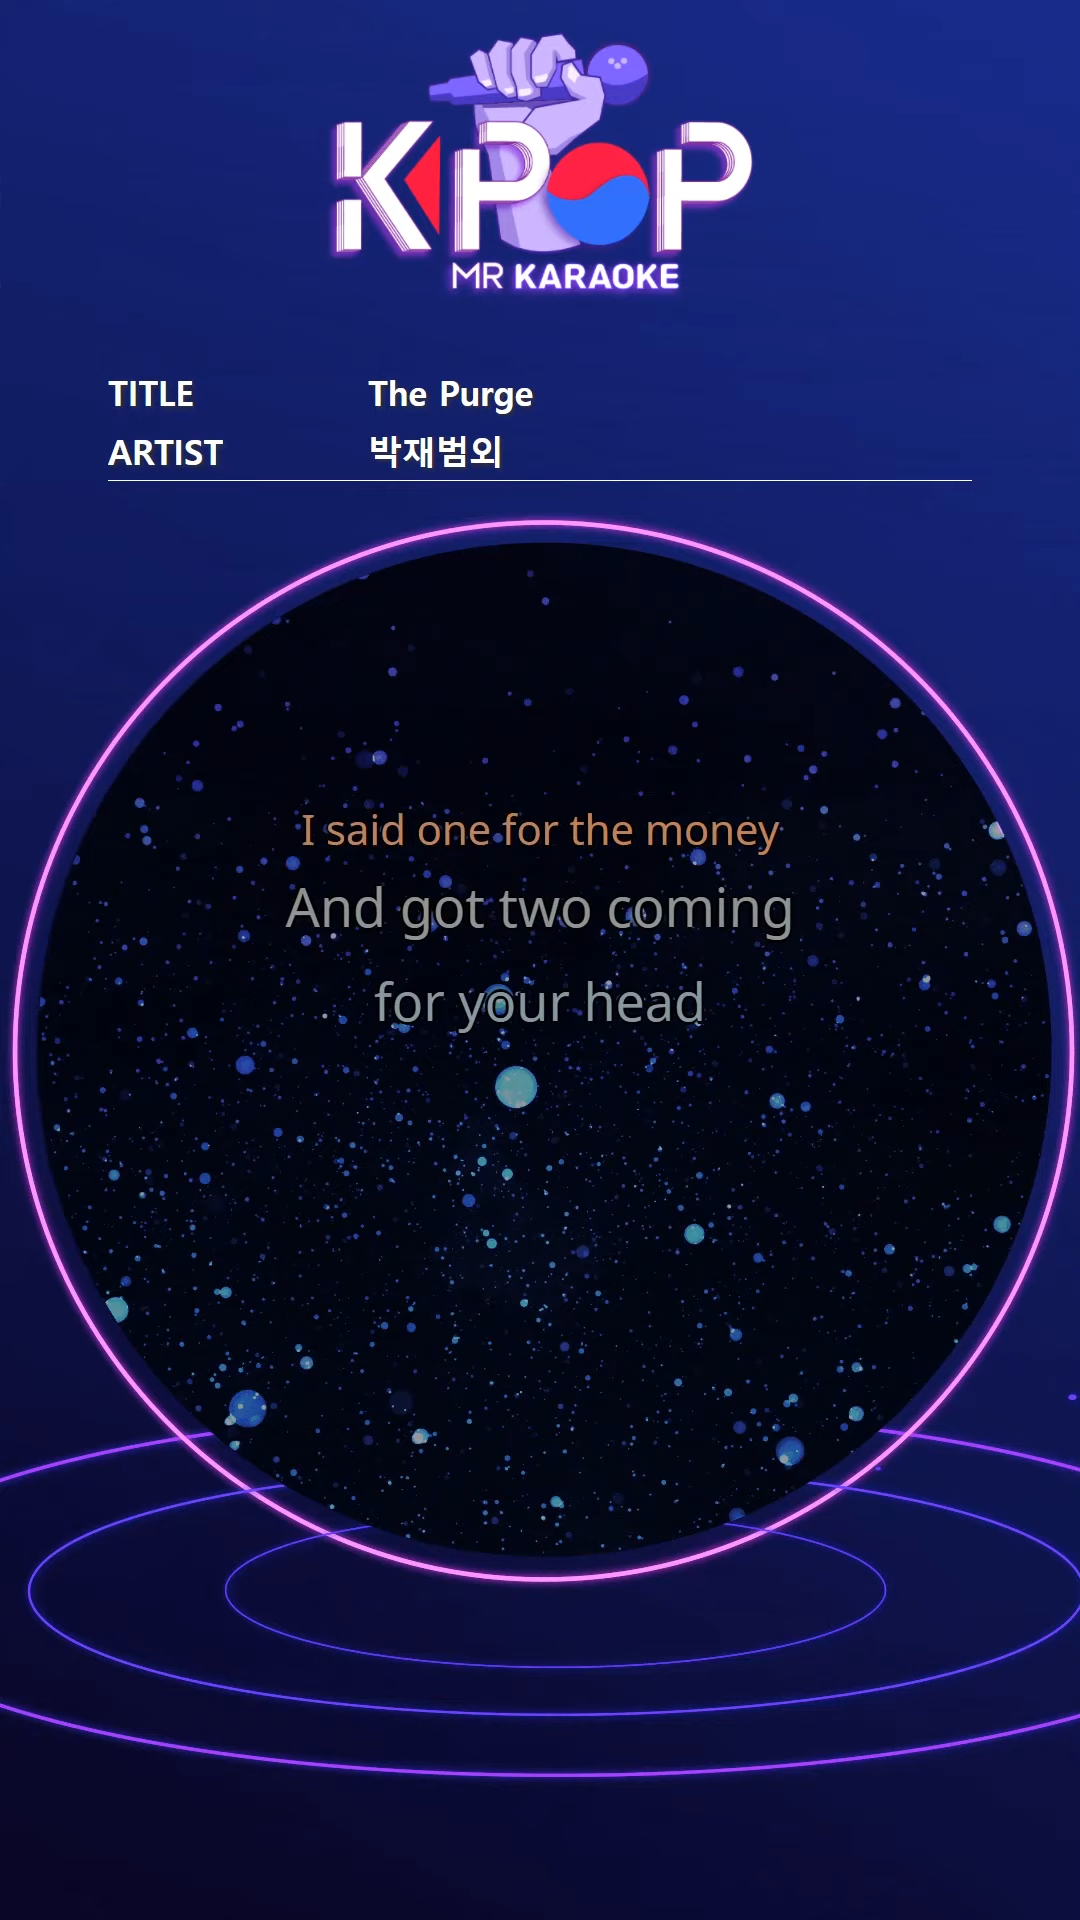 KPOP
MR KARAOKE
TITLE The Purge
ARTIST 박재범외
I said one for the money
And got two coming
for your head